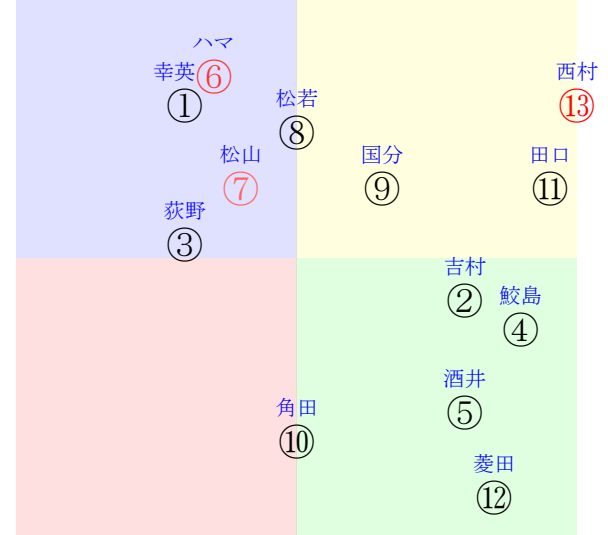 ハマ
⑥
幸英
①
西村
⑬
松若
⑧
松山
⑦
国分
⑨
田口
⑪
荻野
③
吉村
②
鮫島
④
酒井
⑤
角田
⑩
菱田
⑫